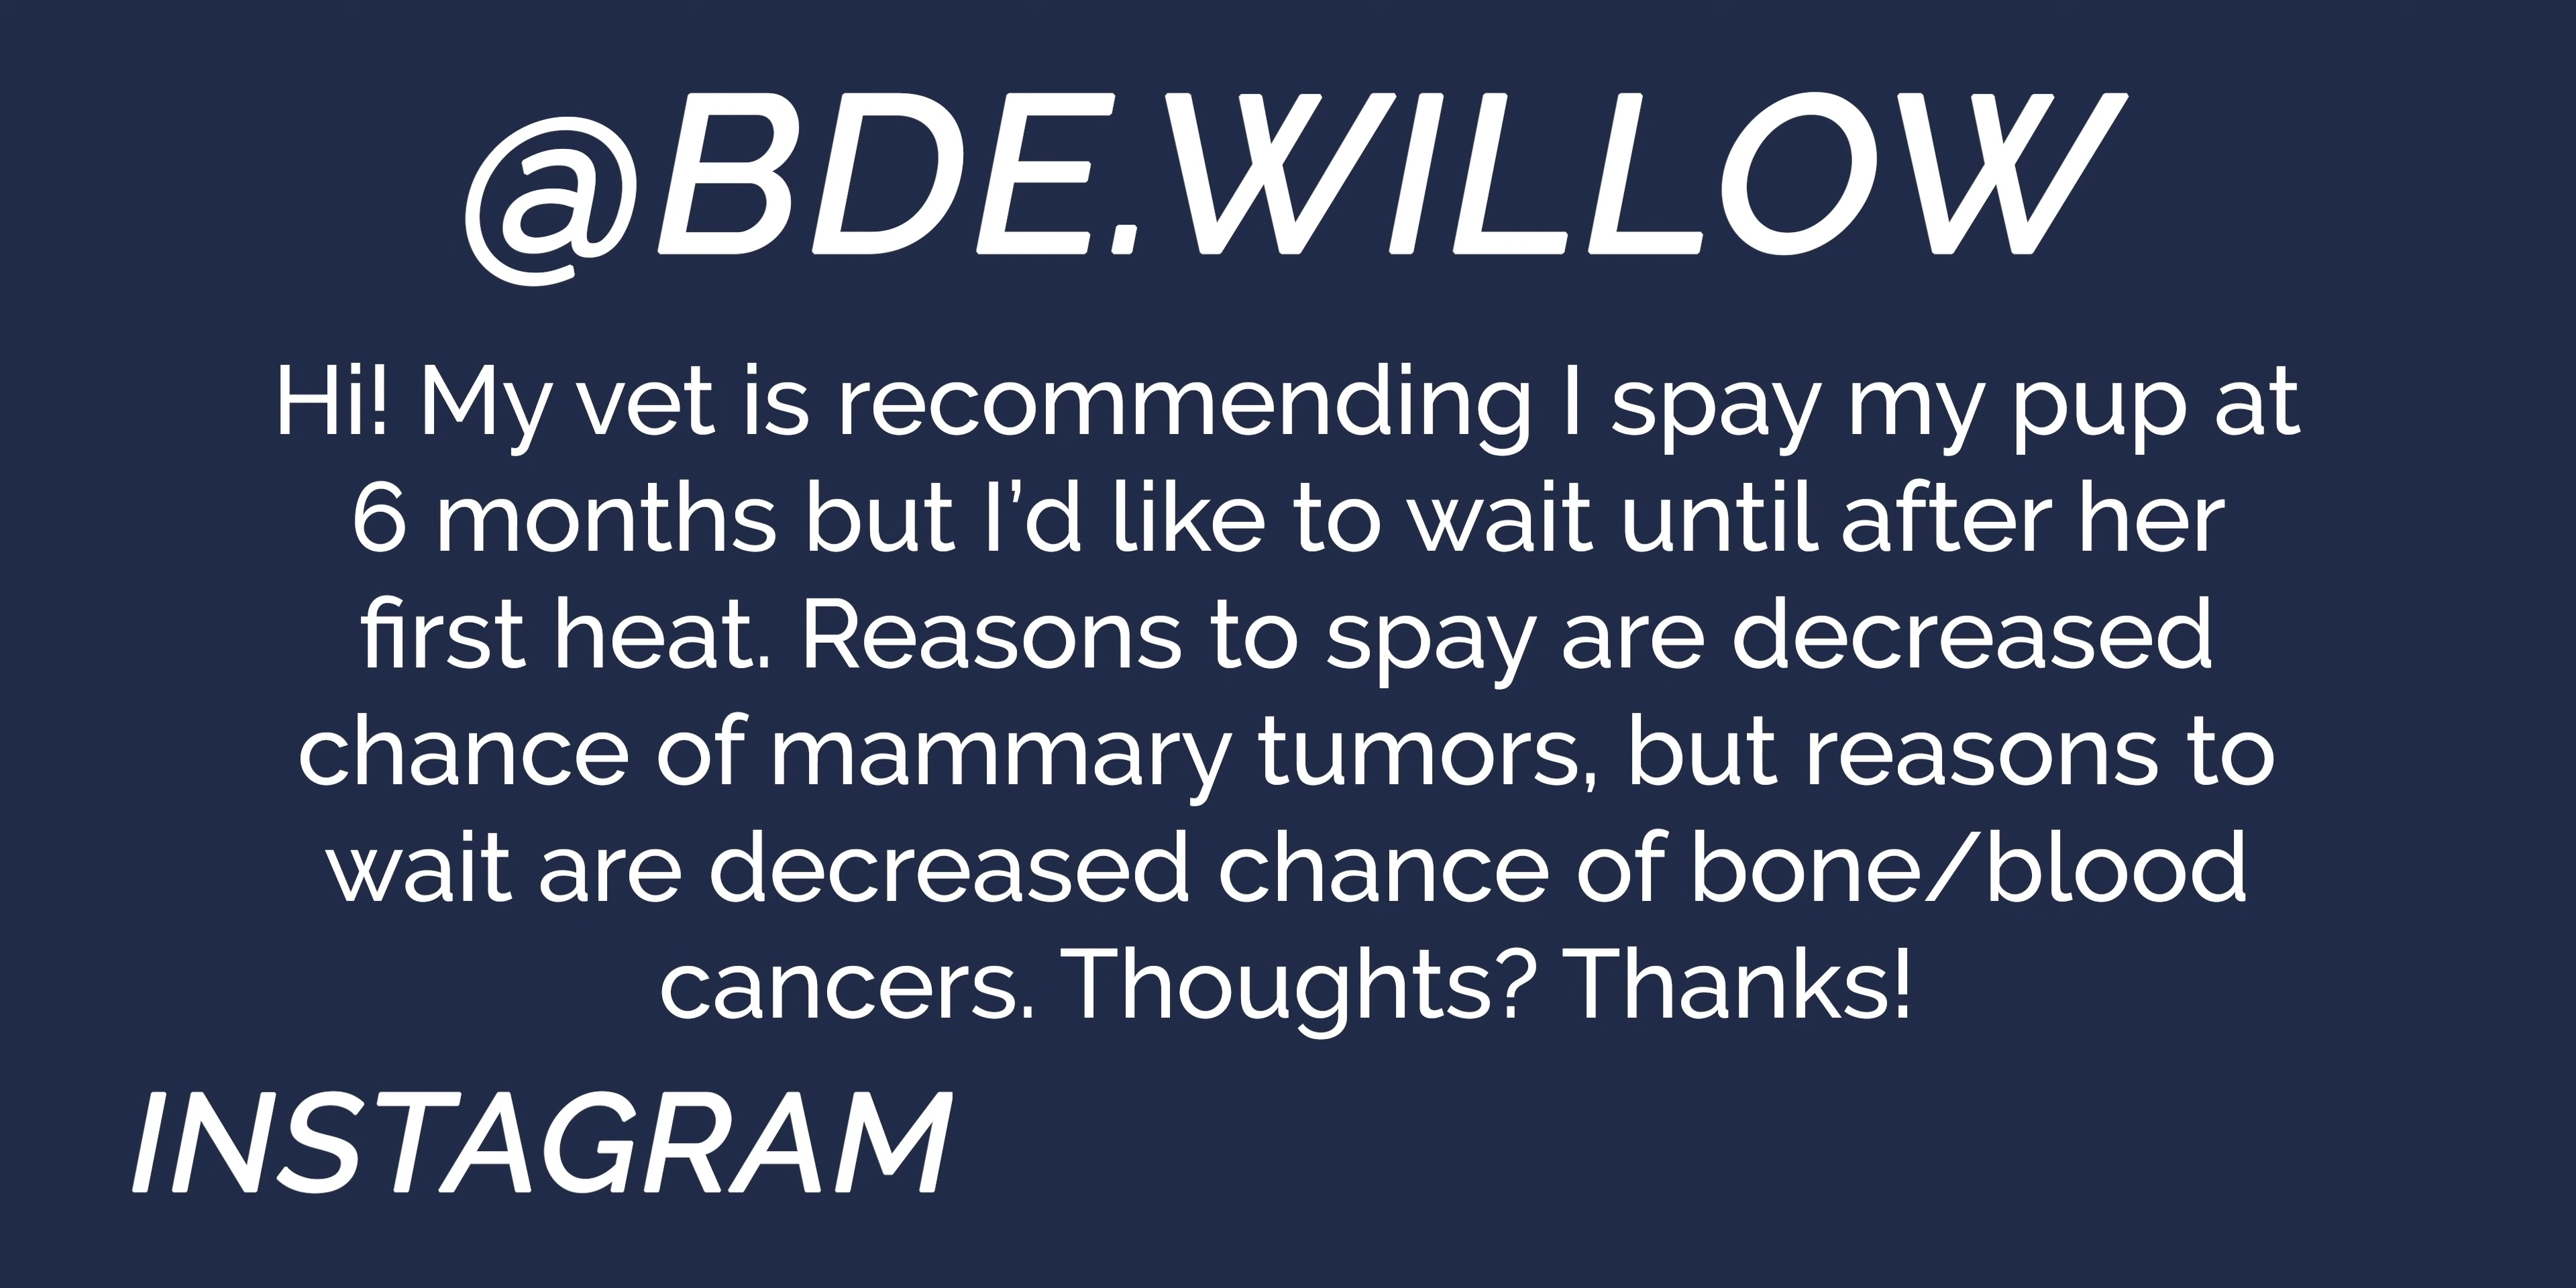 @BDE.WILLOW
Hi! My vet is recommending I spay my pup at
6 months but I’d like to wait until after her
first heat. Reasons to spay are decreased
chance of mammary tumors, but reasons to
wait are decreased chance of bone/blood
cancers. Thoughts? Thanks!
INSTAGRAM